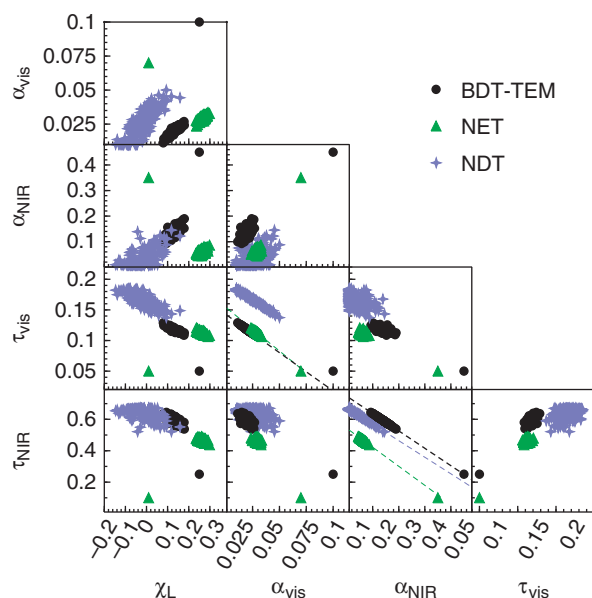 0.1
0.075
0.05
0.025
α_vis
BDT-TEM
NET
NDT
0.4
0.3
0.2
0.1
α_NIR
0.2
0.15
0.1
0.05
τ_vis
0.6
0.4
0.2
τ_NIR
−0.2 −0.1 0 0.1 0.2 0.3
0.025 0.05 0.075 0.1
0.1 0.2 0.3 0.4
0.05 0.1 0.15 0.2
χ_L α_vis α_NIR τ_vis